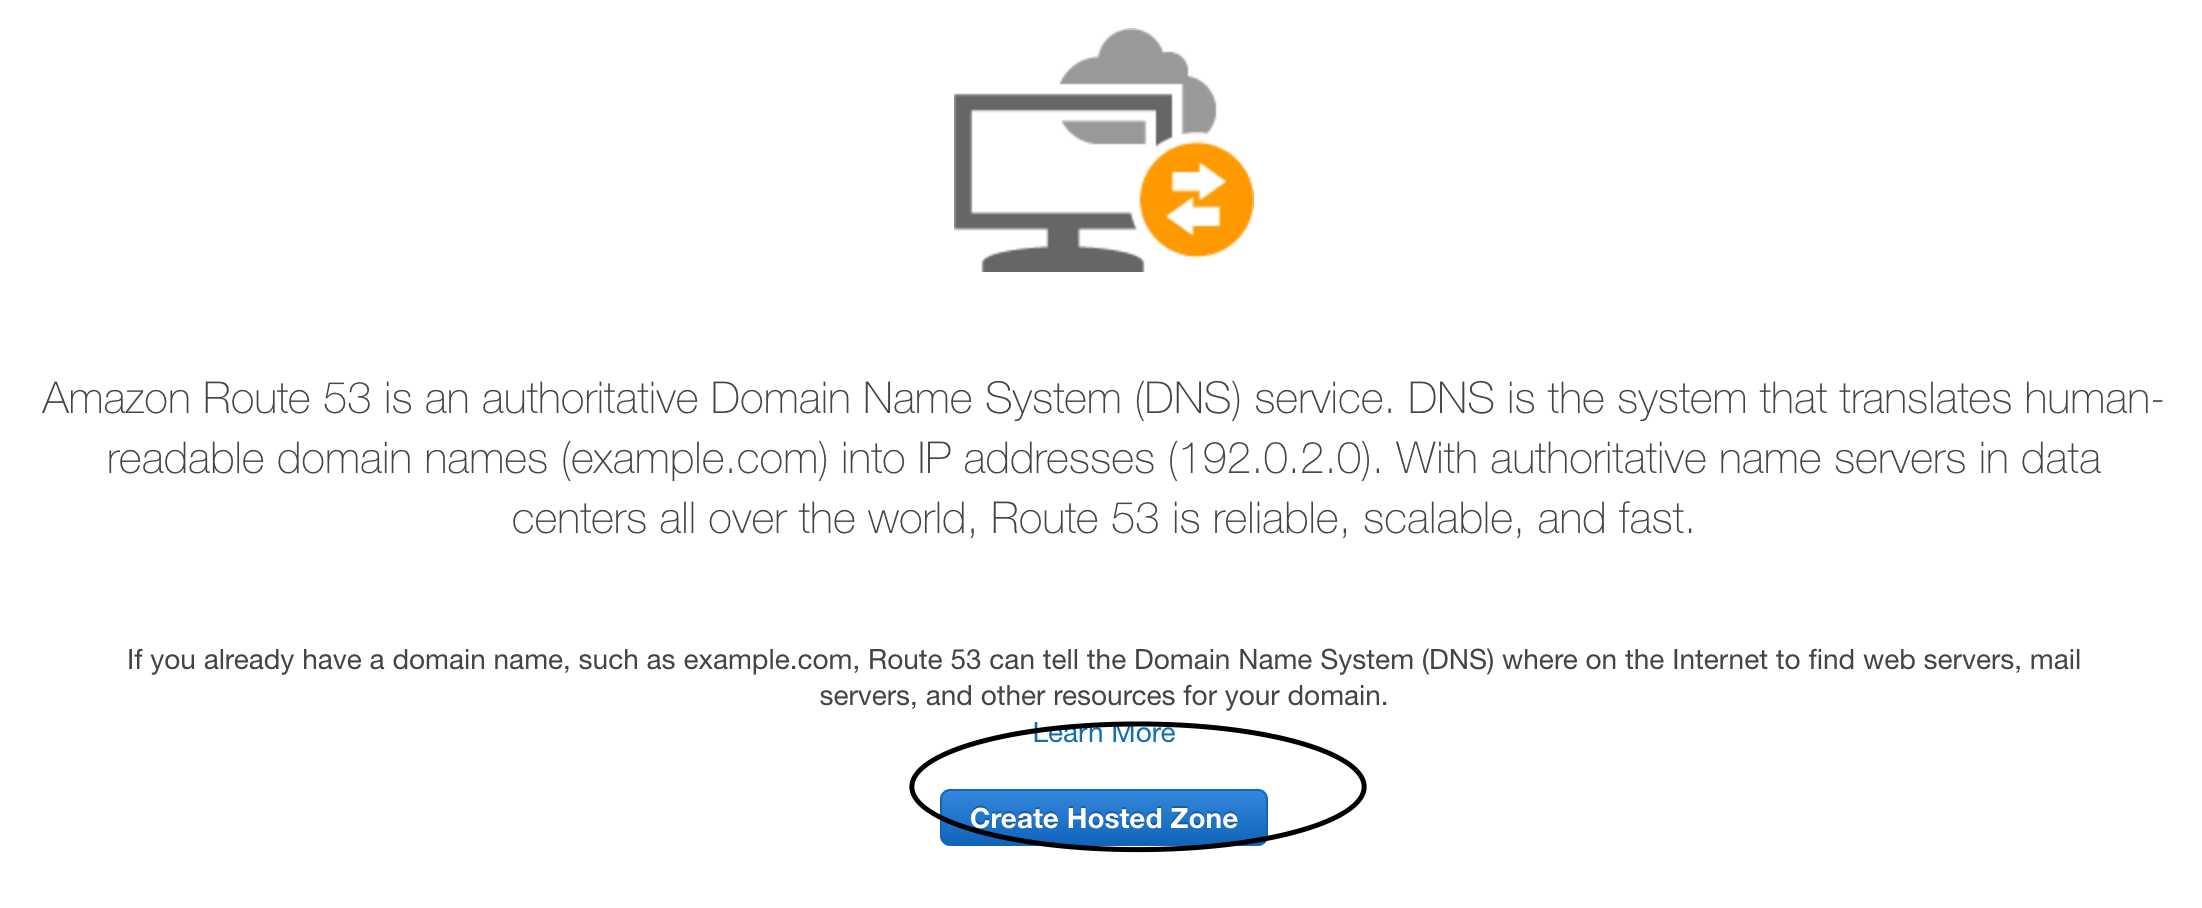 Amazon Route 53 is an authoritative Domain Name System (DNS) service. DNS is the system that translates human-
readable domain names (example.com) into IP addresses (192.0.2.0). With authoritative name servers in data
centers all over the world, Route 53 is reliable, scalable, and fast.
If you already have a domain name, such as example.com, Route 53 can tell the Domain Name System (DNS) where on the Internet to find web servers, mail
servers, and other resources for your domain.
Learn More
Create Hosted Zone